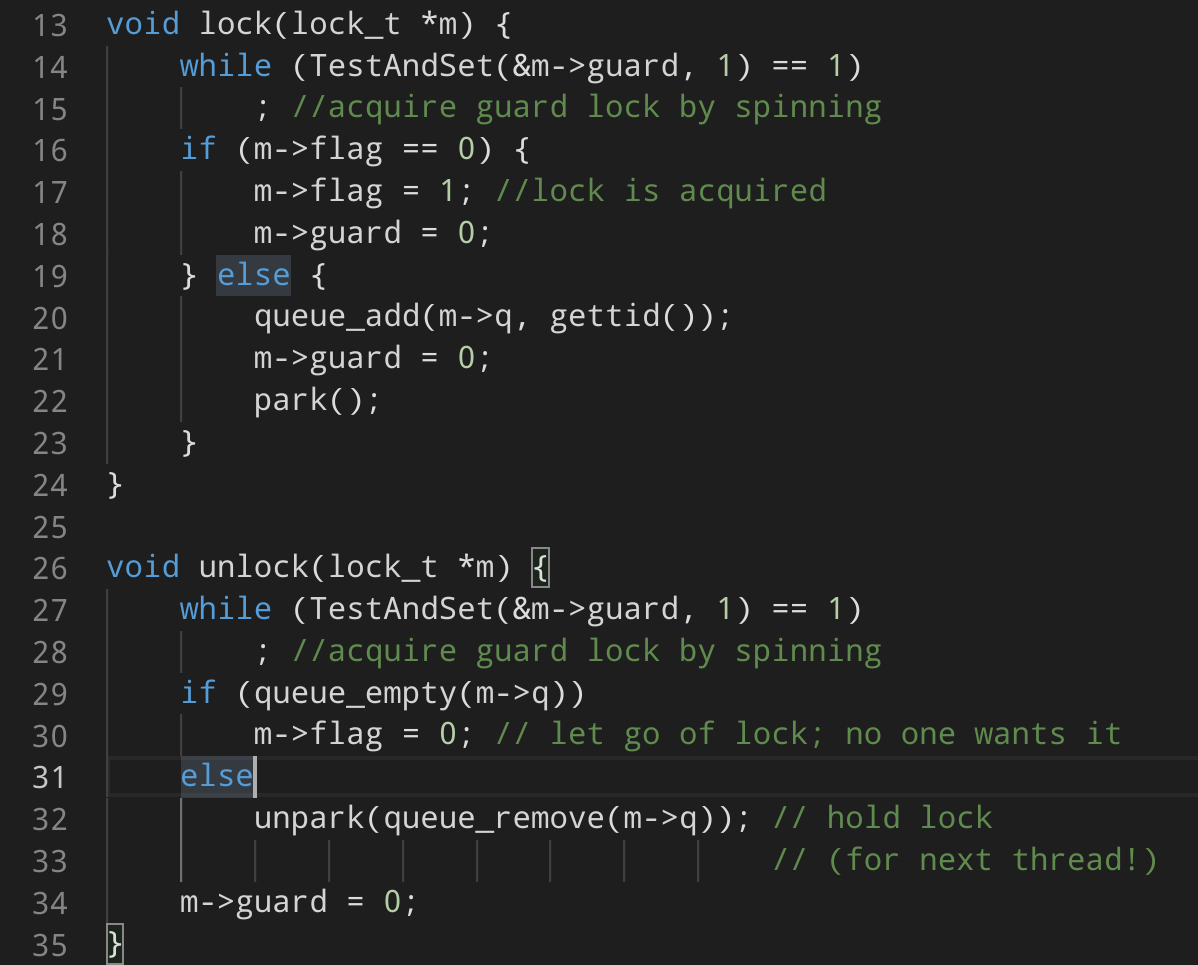 13 void lock(lock_t *m) {
14     while (TestAndSet(&m->guard, 1) == 1)
15         ; //acquire guard lock by spinning
16     if (m->flag == 0) {
17         m->flag = 1; //lock is acquired
18         m->guard = 0;
19     } else {
20         queue_add(m->q, gettid());
21         m->guard = 0;
22         park();
23     }
24 }
25
26 void unlock(lock_t *m) {
27     while (TestAndSet(&m->guard, 1) == 1)
28         ; //acquire guard lock by spinning
29     if (queue_empty(m->q))
30         m->flag = 0; // let go of lock; no one wants it
31     else
32         unpark(queue_remove(m->q)); // hold lock
33                                     // (for next thread!)
34     m->guard = 0;
35 }